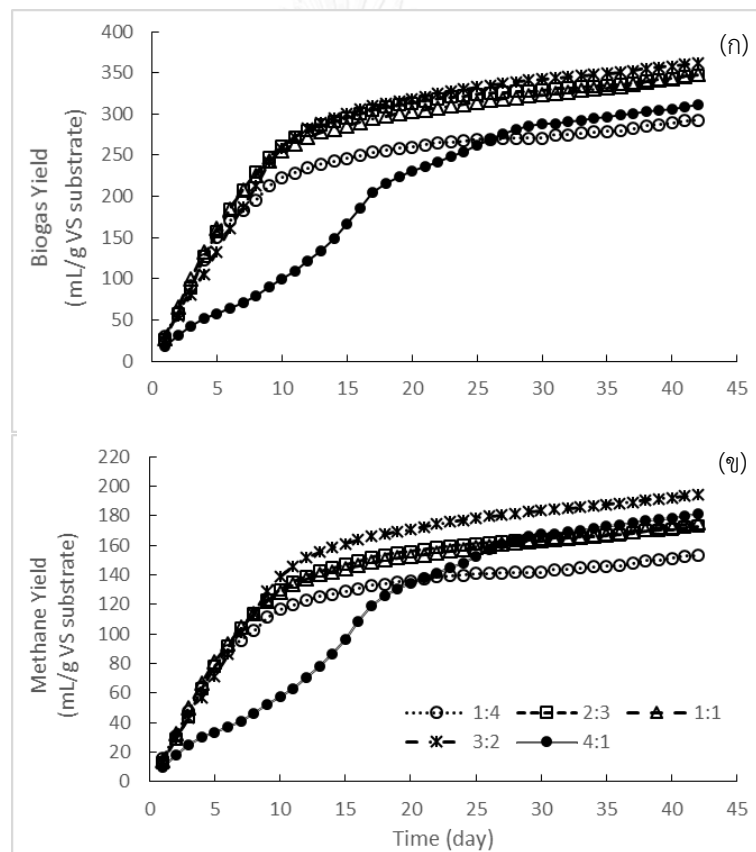 (ก)
Biogas Yield
(mL/g VS substrate)
400
350
300
250
200
150
100
50
0
0 5 10 15 20 25 30 35 40 45
(ข)
Methane Yield
(mL/g VS substrate)
220
200
180
160
140
120
100
80
60
40
20
0
1:4 2:3 1:1
3:2 4:1
0 5 10 15 20 25 30 35 40 45
Time (day)